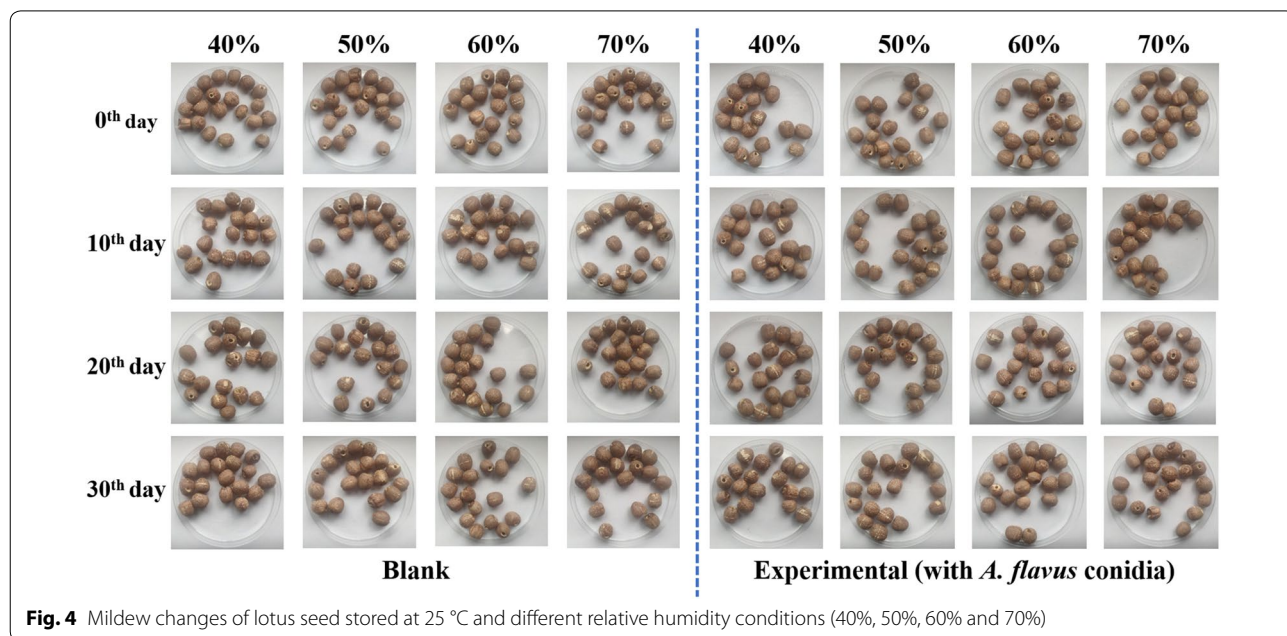 40% 50% 60% 70% 40% 50% 60% 70%
0th day
10th day
20th day
30th day
Blank Experimental (with A. flavus conidia)
Fig. 4 Mildew changes of lotus seed stored at 25 °C and different relative humidity conditions (40%, 50%, 60% and 70%)